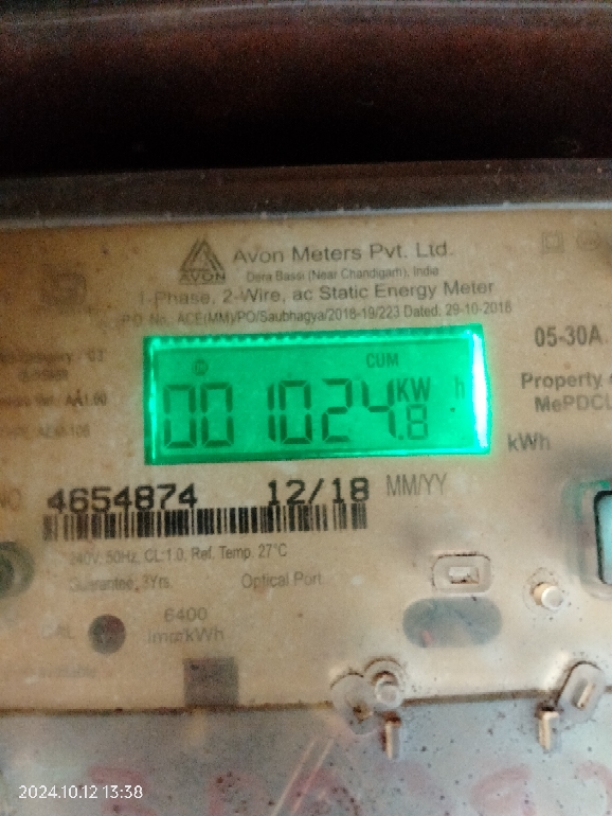 AVON
Avon Meters Pvt. Ltd.
Dera Bassi (Near Chandigarh), India
1-Phase, 2-Wire, ac Static Energy Meter
P.O. No. ACE(MM)/PO/Saubhagya/2018-19/223 Dated. 29-10-2018
05-30A
CUM
001024.8 KWh
Property
MePDCL
kWh
NO 4654874 12/18 MM/YY
240V, 50Hz, CL:1.0, Ref. Temp. 27°C
Guarantee, 3Yrs. Optical Port
CAL 6400
imp/kWh
2024.10.12 13:38